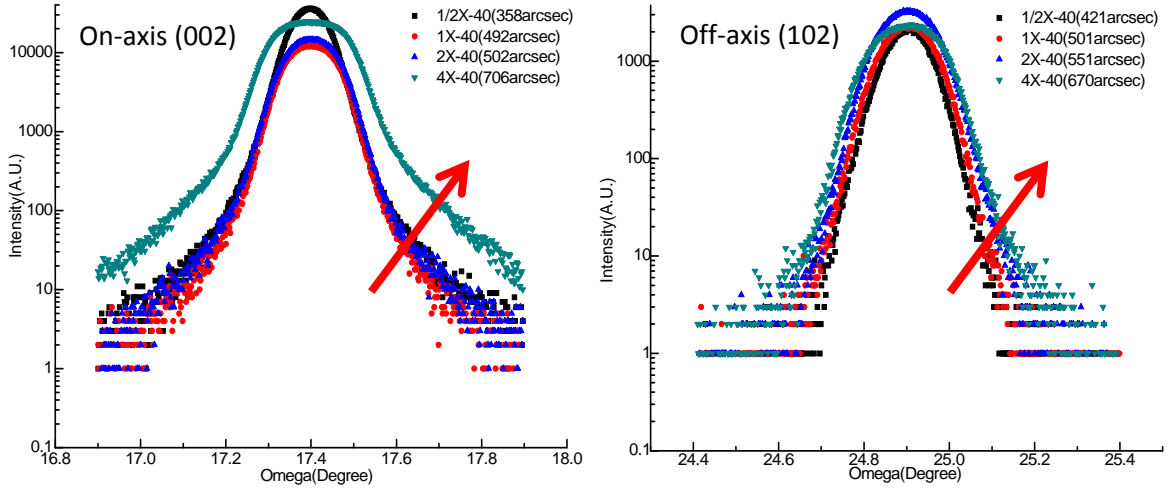 On-axis (002)
1/2X-40(358arcsec)
1X-40(492arcsec)
2X-40(502arcsec)
4X-40(706arcsec)
Intensity(A.U.)
10000
1000
100
10
1
0.1
16.8 17.0 17.2 17.4 17.6 17.8 18.0
Omega(Degree)
Off-axis (102)
1/2X-40(421arcsec)
1X-40(501arcsec)
2X-40(551arcsec)
4X-40(670arcsec)
Intensity(A.U.)
1000
100
10
1
0.1
24.4 24.6 24.8 25.0 25.2 25.4
Omega(Degree)